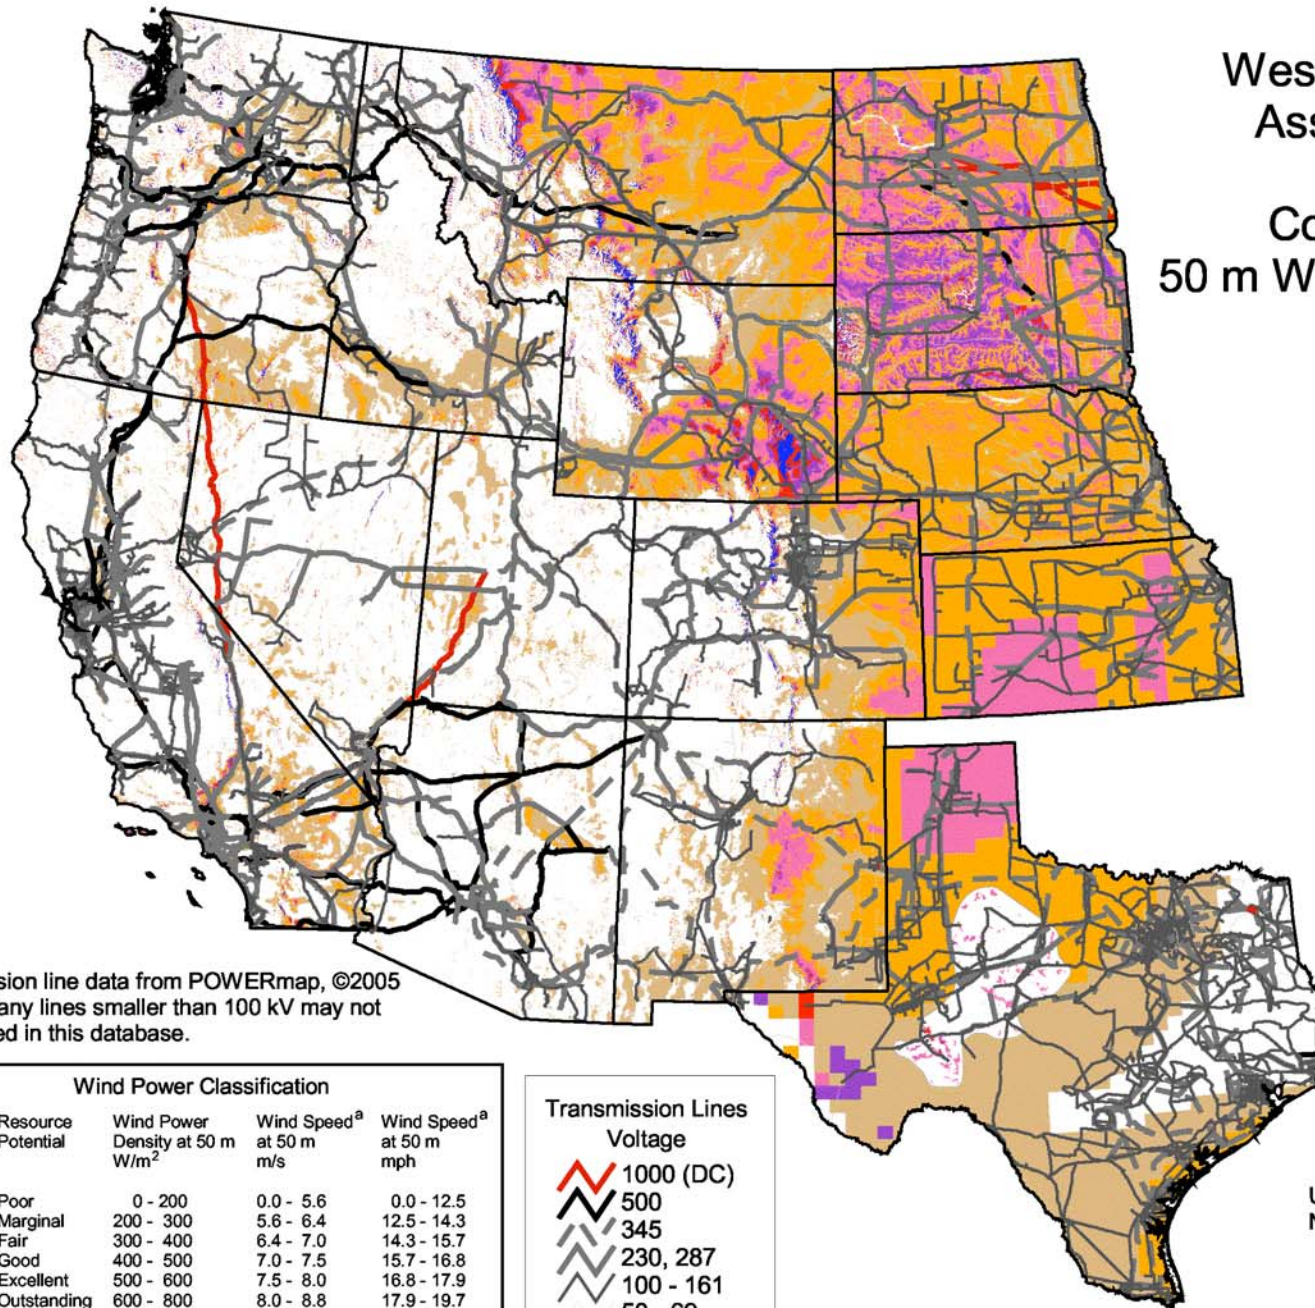 Wes
Ass
Co
50 m W
sion line data from POWERmap, ©2005
any lines smaller than 100 kV may not
ed in this database.
Wind Power Classification
Resource Potential Wind Power Density at 50 m W/m² Wind Speedᵃ at 50 m m/s Wind Speedᵃ at 50 m mph
Poor 0 - 200 0.0 - 5.6 0.0 - 12.5
Marginal 200 - 300 5.6 - 6.4 12.5 - 14.3
Fair 300 - 400 6.4 - 7.0 14.3 - 15.7
Good 400 - 500 7.0 - 7.5 15.7 - 16.8
Excellent 500 - 600 7.5 - 8.0 16.8 - 17.9
Outstanding 600 - 800 8.0 - 8.8 17.9 - 19.7
Transmission Lines
Voltage
1000 (DC)
500
345
230, 287
100 - 161